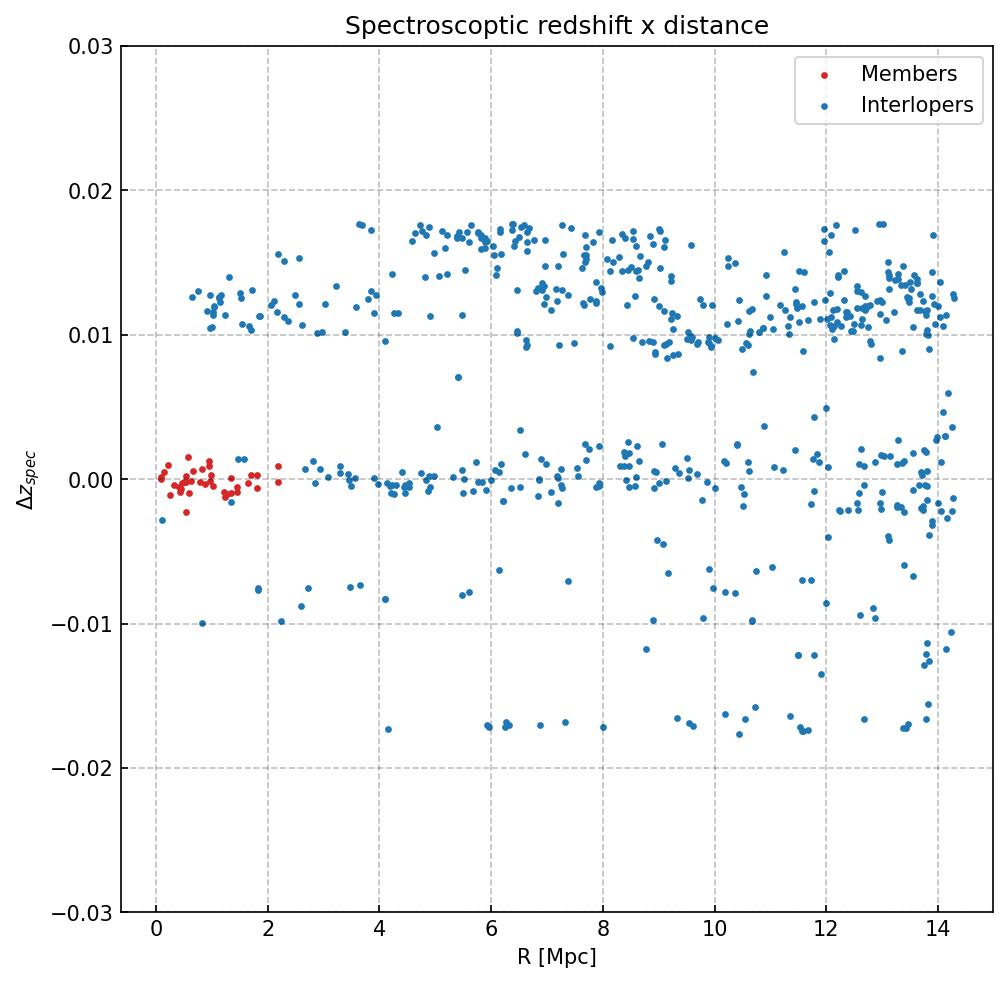 Spectroscoptic redshift x distance
Members
Interlopers
0.03
0.02
0.01
0.00
−0.01
−0.02
−0.03
Δz_spec
0 2 4 6 8 10 12 14
R [Mpc]